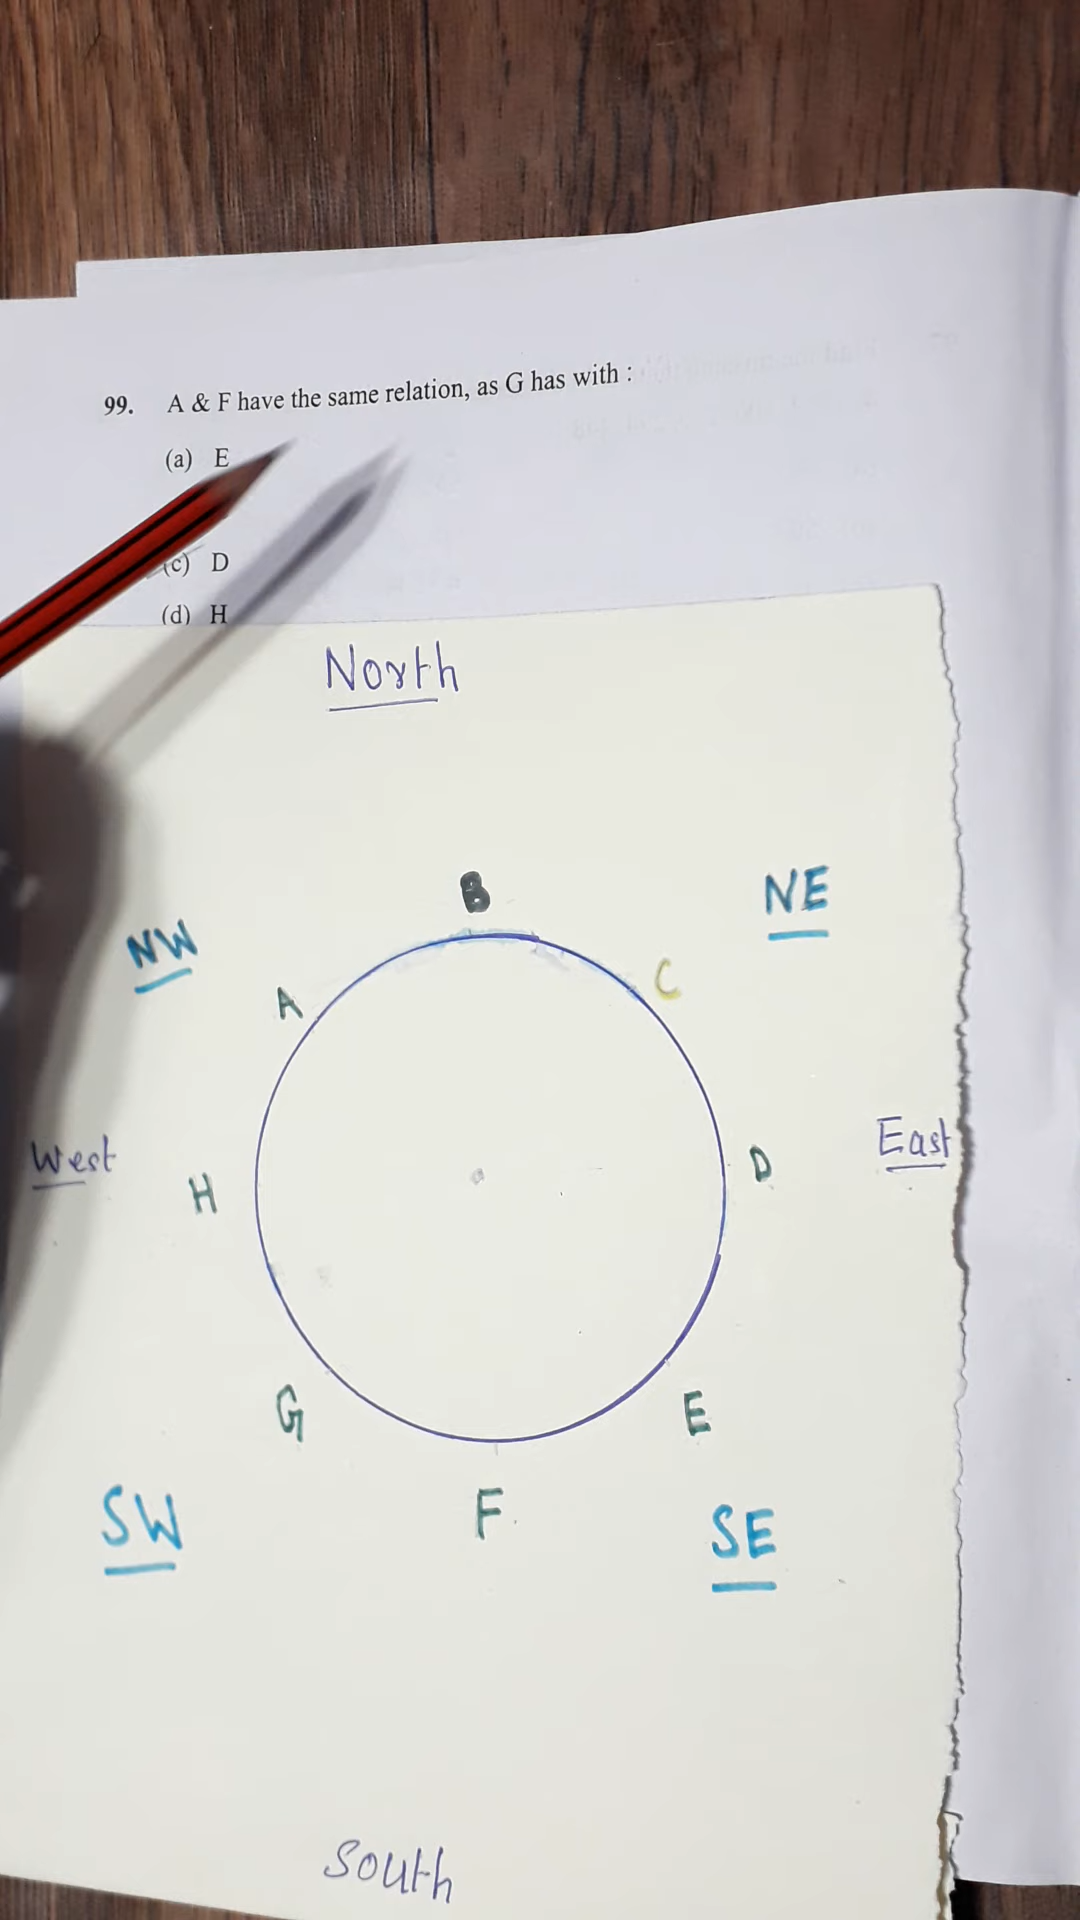 99. A & F have the same relation, as G has with :
(a) E
(c) D
(d) H
North
B
NE
NW
C
A
East
West
D
H
G
E
F
SW
SE
South